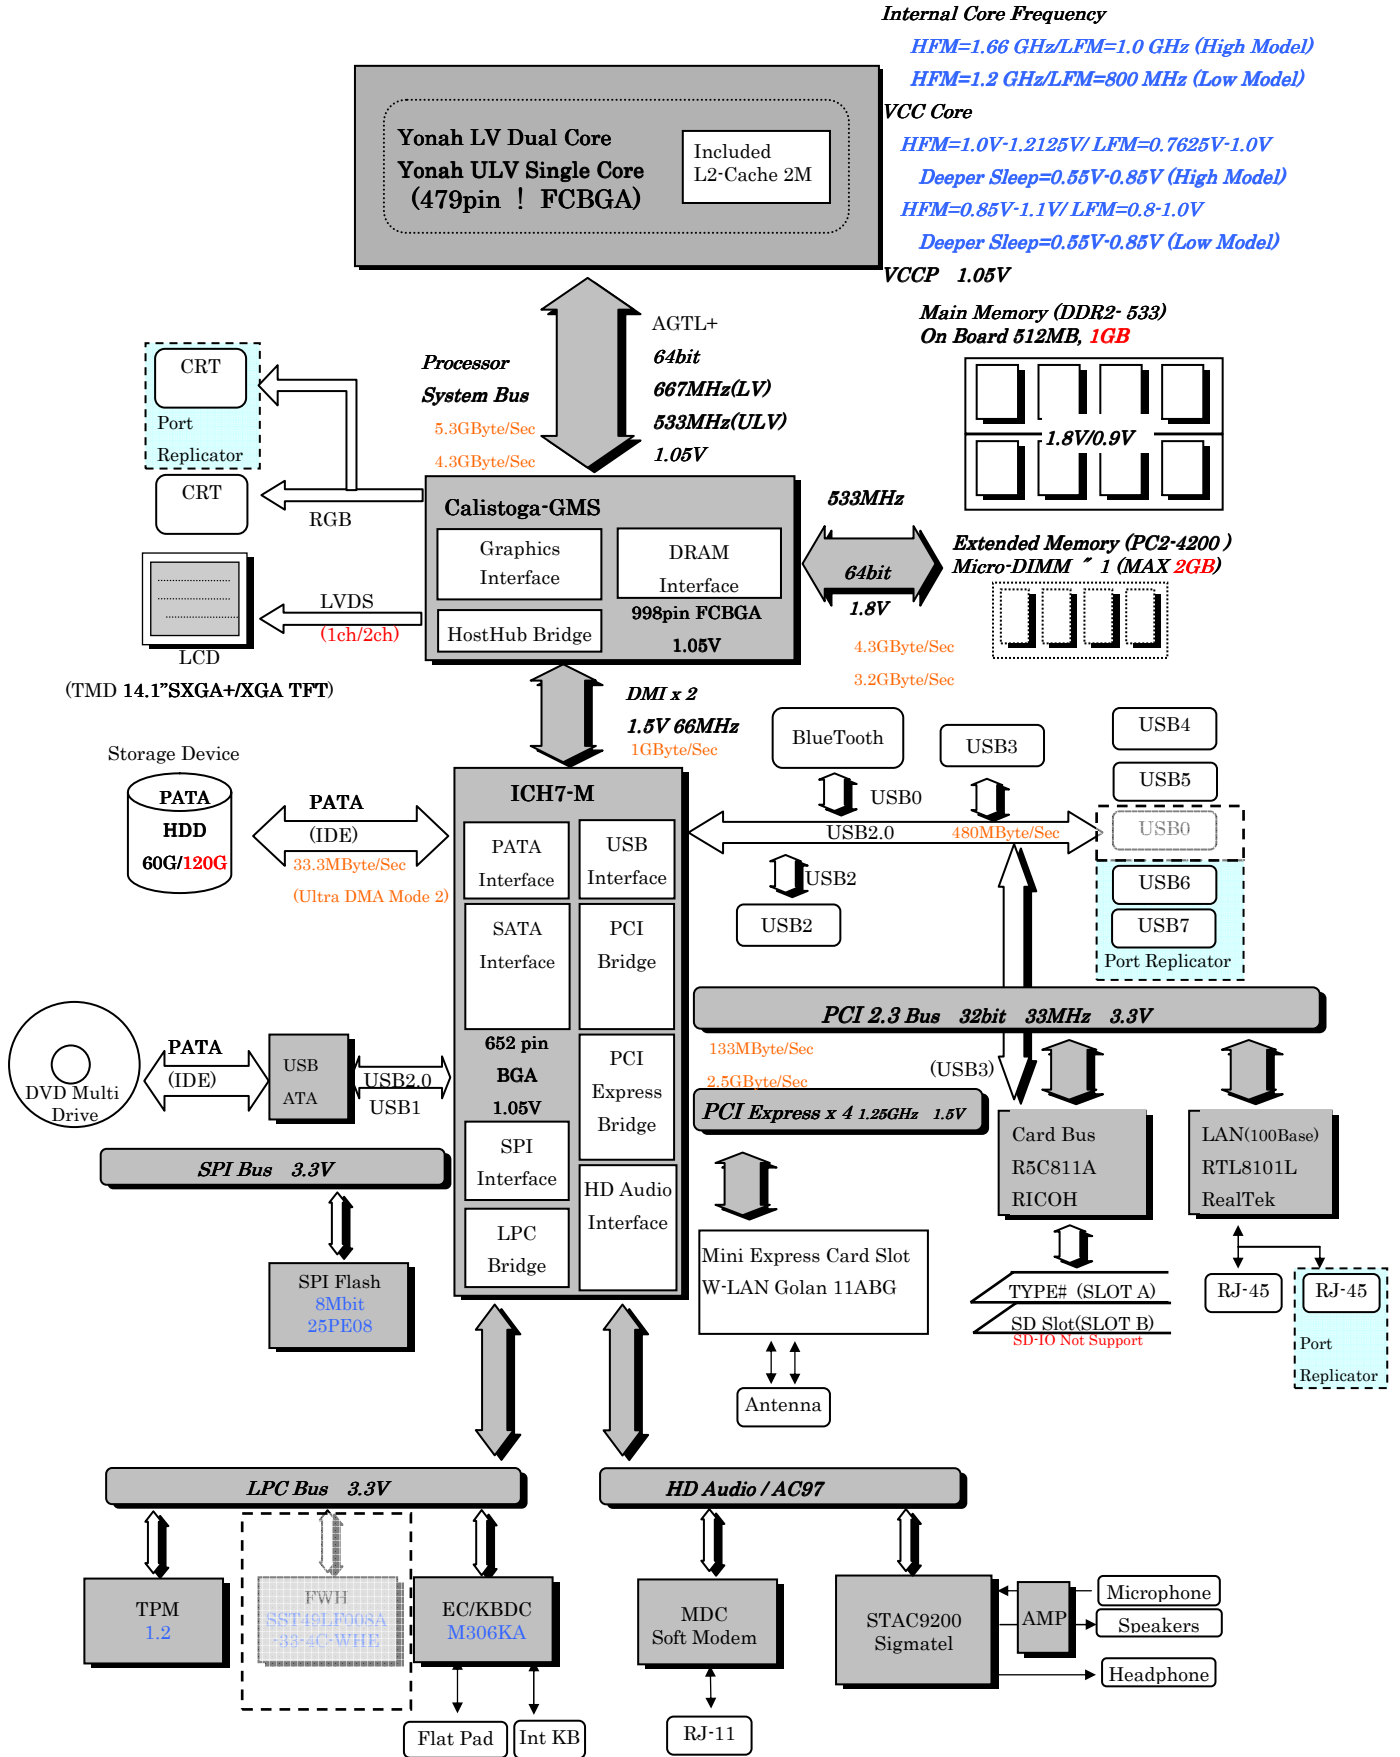 Internal Core Frequency
HFM=1.66 GHz/LFM=1.0 GHz (High Model)
HFM=1.2 GHz/LFM=800 MHz (Low Model)
VCC Core
HFM=1.0V-1.2125V/ LFM=0.7625V-1.0V
Deeper Sleep=0.55V-0.85V (High Model)
HFM=0.85V-1.1V/ LFM=0.8-1.0V
Deeper Sleep=0.55V-0.85V (Low Model)
VCCP 1.05V
Yonah LV Dual Core
Yonah ULV Single Core
(479pin ! FCBGA)
Included
L2-Cache 2M
Main Memory (DDR2- 533)
On Board 512MB, 1GB
1.8V/0.9V
AGTL+
64bit
667MHz(LV)
533MHz(ULV)
1.05V
Processor
System Bus
5.3GByte/Sec
4.3GByte/Sec
CRT
Port
Replicator
CRT
RGB
Calistoga-GMS
Graphics
Interface
DRAM
Interface
HostHub Bridge
998pin FCBGA
1.05V
533MHz
64bit
1.8V
Extended Memory (PC2-4200 )
Micro-DIMM ˝ 1 (MAX 2GB)
4.3GByte/Sec
3.2GByte/Sec
LVDS
(1ch/2ch)
LCD
(TMD 14.1”SXGA+/XGA TFT)
DMI x 2
1.5V 66MHz
1GByte/Sec
Storage Device
PATA
HDD
60G/120G
PATA
(IDE)
33.3MByte/Sec
(Ultra DMA Mode 2)
ICH7-M
PATA
Interface
USB
Interface
SATA
Interface
PCI
Bridge
652 pin
BGA
1.05V
PCI
Express
Bridge
SPI
Interface
HD Audio
Interface
LPC
Bridge
BlueTooth
USB0
USB3
USB4
USB5
USB2.0
480MByte/Sec
USB0
USB2
USB2
USB6
USB7
Port Replicator
PCI 2.3 Bus 32bit 33MHz 3.3V
133MByte/Sec
2.5GByte/Sec
(USB3)
PCI Express x 4 1.25GHz 1.5V
DVD Multi
Drive
PATA
(IDE)
USB
ATA
USB2.0
USB1
SPI Bus 3.3V
SPI Flash
8Mbit
25PE08
Card Bus
R5C811A
RICOH
LAN(100Base)
RTL8101L
RealTek
Mini Express Card Slot
W-LAN Golan 11ABG
Antenna
TYPE# (SLOT A)
SD Slot(SLOT B)
SD-IO Not Support
RJ-45
RJ-45
Port
Replicator
LPC Bus 3.3V
HD Audio / AC97
TPM
1.2
FWH
SST49LF008A
-33-4C-WHE
EC/KBDC
M306KA
MDC
Soft Modem
STAC9200
Sigmatel
AMP
Microphone
Speakers
Headphone
Flat Pad
Int KB
RJ-11